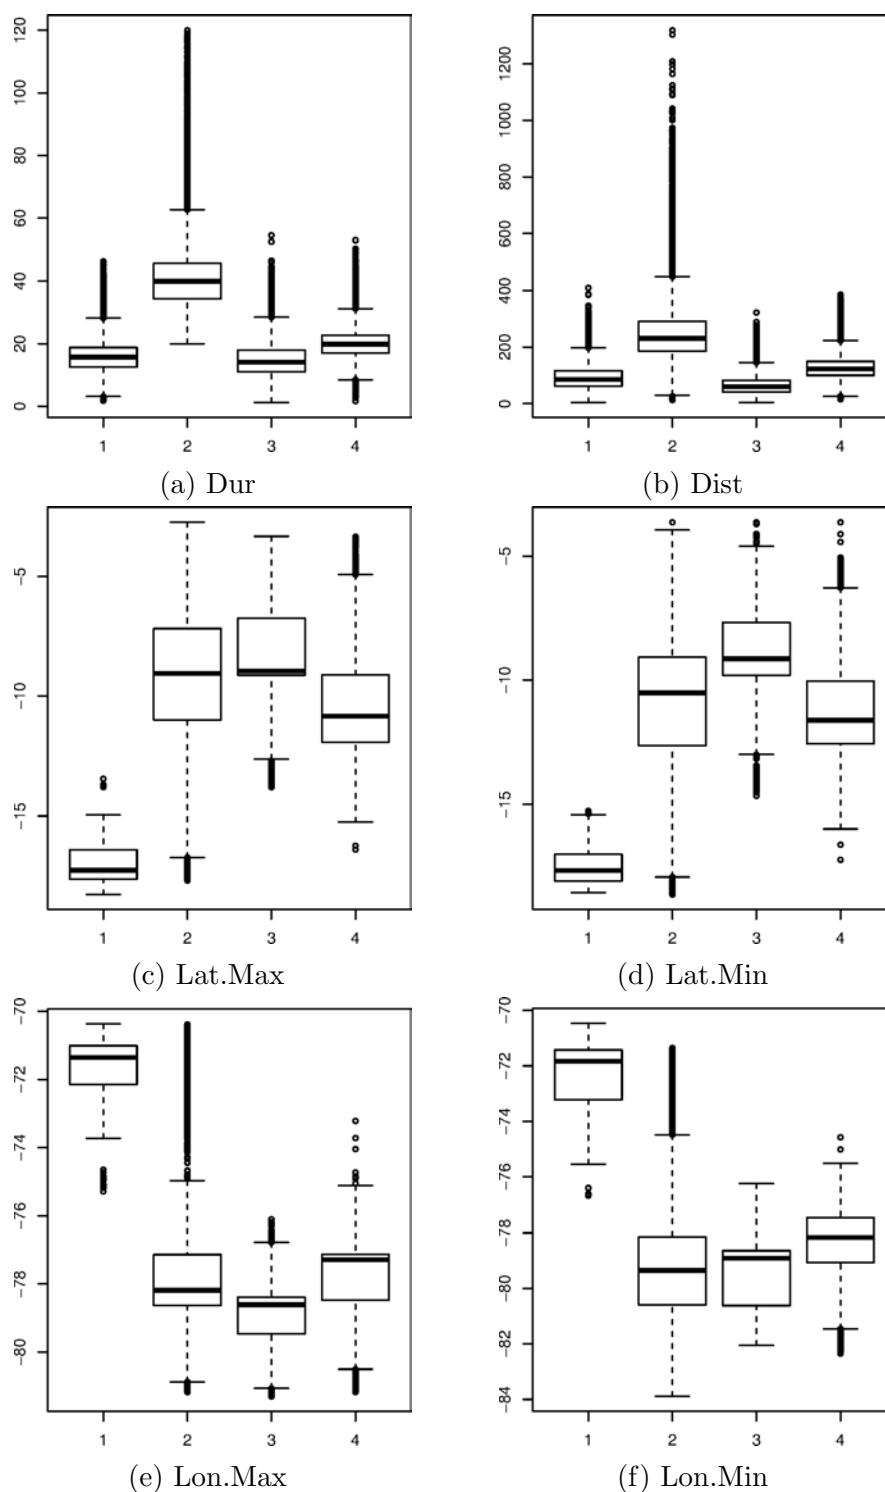 0 20 40 60 80 100 120
1 2 3 4
(a) Dur
0 200 400 600 800 1000 1200
1 2 3 4
(b) Dist
−15 −10 −5
1 2 3 4
(c) Lat.Max
−15 −10 −5
1 2 3 4
(d) Lat.Min
−80 −78 −76 −74 −72 −70
1 2 3 4
(e) Lon.Max
−84 −82 −80 −78 −76 −74 −72 −70
1 2 3 4
(f) Lon.Min